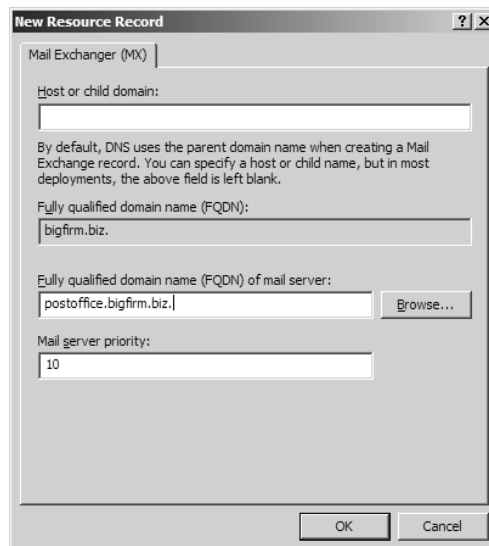 New Resource Record
Mail Exchanger (MX)
Host or child domain:
By default, DNS uses the parent domain name when creating a Mail
Exchange record. You can specify a host or child name, but in most
deployments, the above field is left blank.
Fully qualified domain name (FQDN):
bigfirm.biz.
Fully qualified domain name (FQDN) of mail server:
postoffice.bigfirm.biz.
Browse...
Mail server priority:
10
OK
Cancel